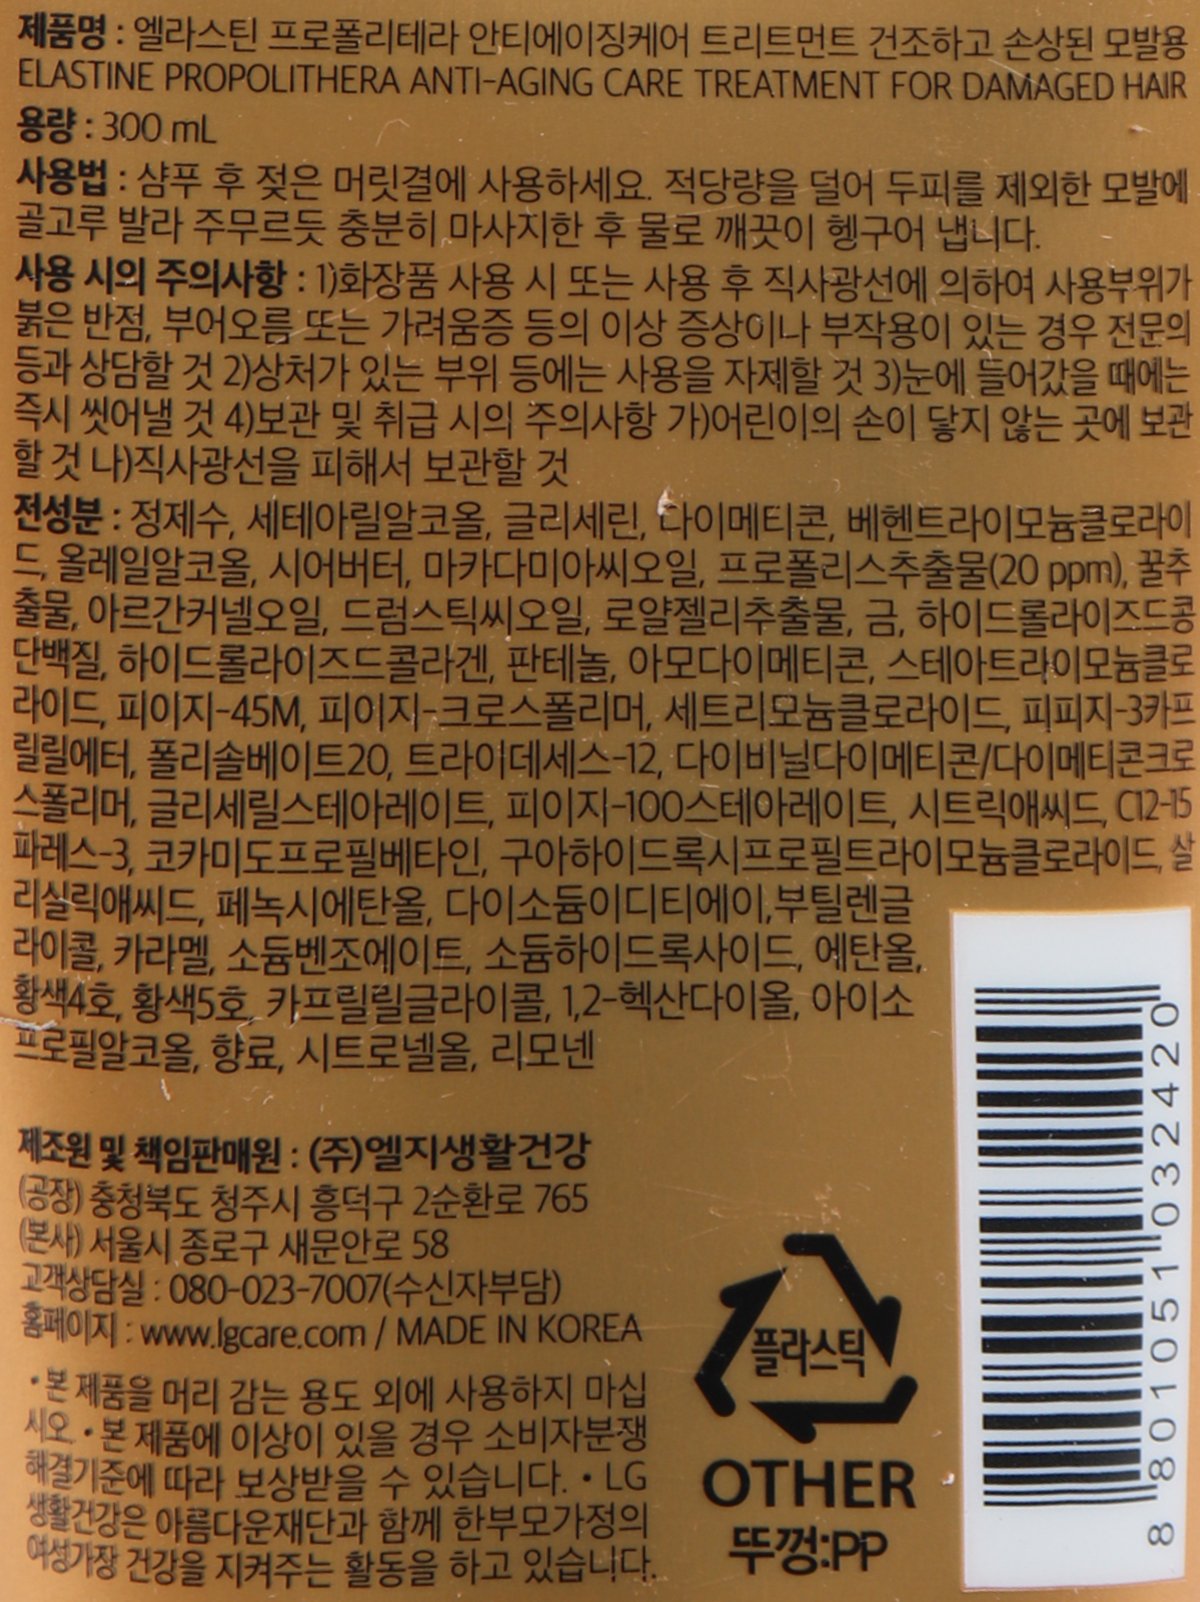 제품명 : 엘라스틴 프로폴리테라 안티에이징케어 트리트먼트 건조하고 손상된 모발용
ELASTINE PROPOLITHERA ANTI-AGING CARE TREATMENT FOR DAMAGED HAIR
용량 : 300 mL
사용법 : 샴푸 후 젖은 머릿결에 사용하세요. 적당량을 덜어 두피를 제외한 모발에
골고루 발라 주무르듯 충분히 마사지한 후 물로 깨끗이 헹구어 냅니다.
사용 시의 주의사항 : 1)화장품 사용 시 또는 사용 후 직사광선에 의하여 사용부위가
붉은 반점, 부어오름 또는 가려움증 등의 이상 증상이나 부작용이 있는 경우 전문의
등과 상담할 것 2)상처가 있는 부위 등에는 사용을 자제할 것 3)눈에 들어갔을 때에는
즉시 씻어낼 것 4)보관 및 취급 시의 주의사항 가)어린이의 손이 닿지 않는 곳에 보관
할 것 나)직사광선을 피해서 보관할 것
전성분 : 정제수, 세테아릴알코올, 글리세린, 다이메티콘, 베헨트라이모늄클로라이
드, 올레일알코올, 시어버터, 마카다미아씨오일, 프로폴리스추출물(20 ppm), 꿀추
출물, 아르간커넬오일, 드럼스틱씨오일, 로얄젤리추출물, 금, 하이드롤라이즈드콩
단백질, 하이드롤라이즈드콜라겐, 판테놀, 아모다이메티콘, 스테아트라이모늄클로
라이드, 피이지-45M, 피이지-크로스폴리머, 세트리모늄클로라이드, 피피지-3카프
릴릴에터, 폴리솔베이트20, 트라이데세스-12, 다이비닐다이메티콘/다이메티콘크로
스폴리머, 글리세릴스테아레이트, 피이지-100스테아레이트, 시트릭애씨드, C12-15
파레스-3, 코카미도프로필베타인, 구아하이드록시프로필트라이모늄클로라이드, 살
리실릭애씨드, 페녹시에탄올, 다이소듐이디티에이,부틸렌글
라이콜, 카라멜, 소듐벤조에이트, 소듐하이드록사이드, 에탄올,
황색4호, 황색5호, 카프릴릴글라이콜, 1,2-헥산다이올, 아이소
프로필알코올, 향료, 시트로넬올, 리모넨
제조원 및 책임판매원 : (주)엘지생활건강
(공장) 충청북도 청주시 흥덕구 2순환로 765
(본사) 서울시 종로구 새문안로 58
고객상담실 : 080-023-7007(수신자부담)
홈페이지 : www.lgcare.com / MADE IN KOREA
• 본 제품을 머리 감는 용도 외에 사용하지 마십
시오. • 본 제품에 이상이 있을 경우 소비자분쟁
해결기준에 따라 보상받을 수 있습니다. • LG
생활건강은 아름다운재단과 함께 한부모가정의
여성가장 건강을 지켜주는 활동을 하고 있습니다.
플라스틱
OTHER
뚜껑:PP
8 801051 032420